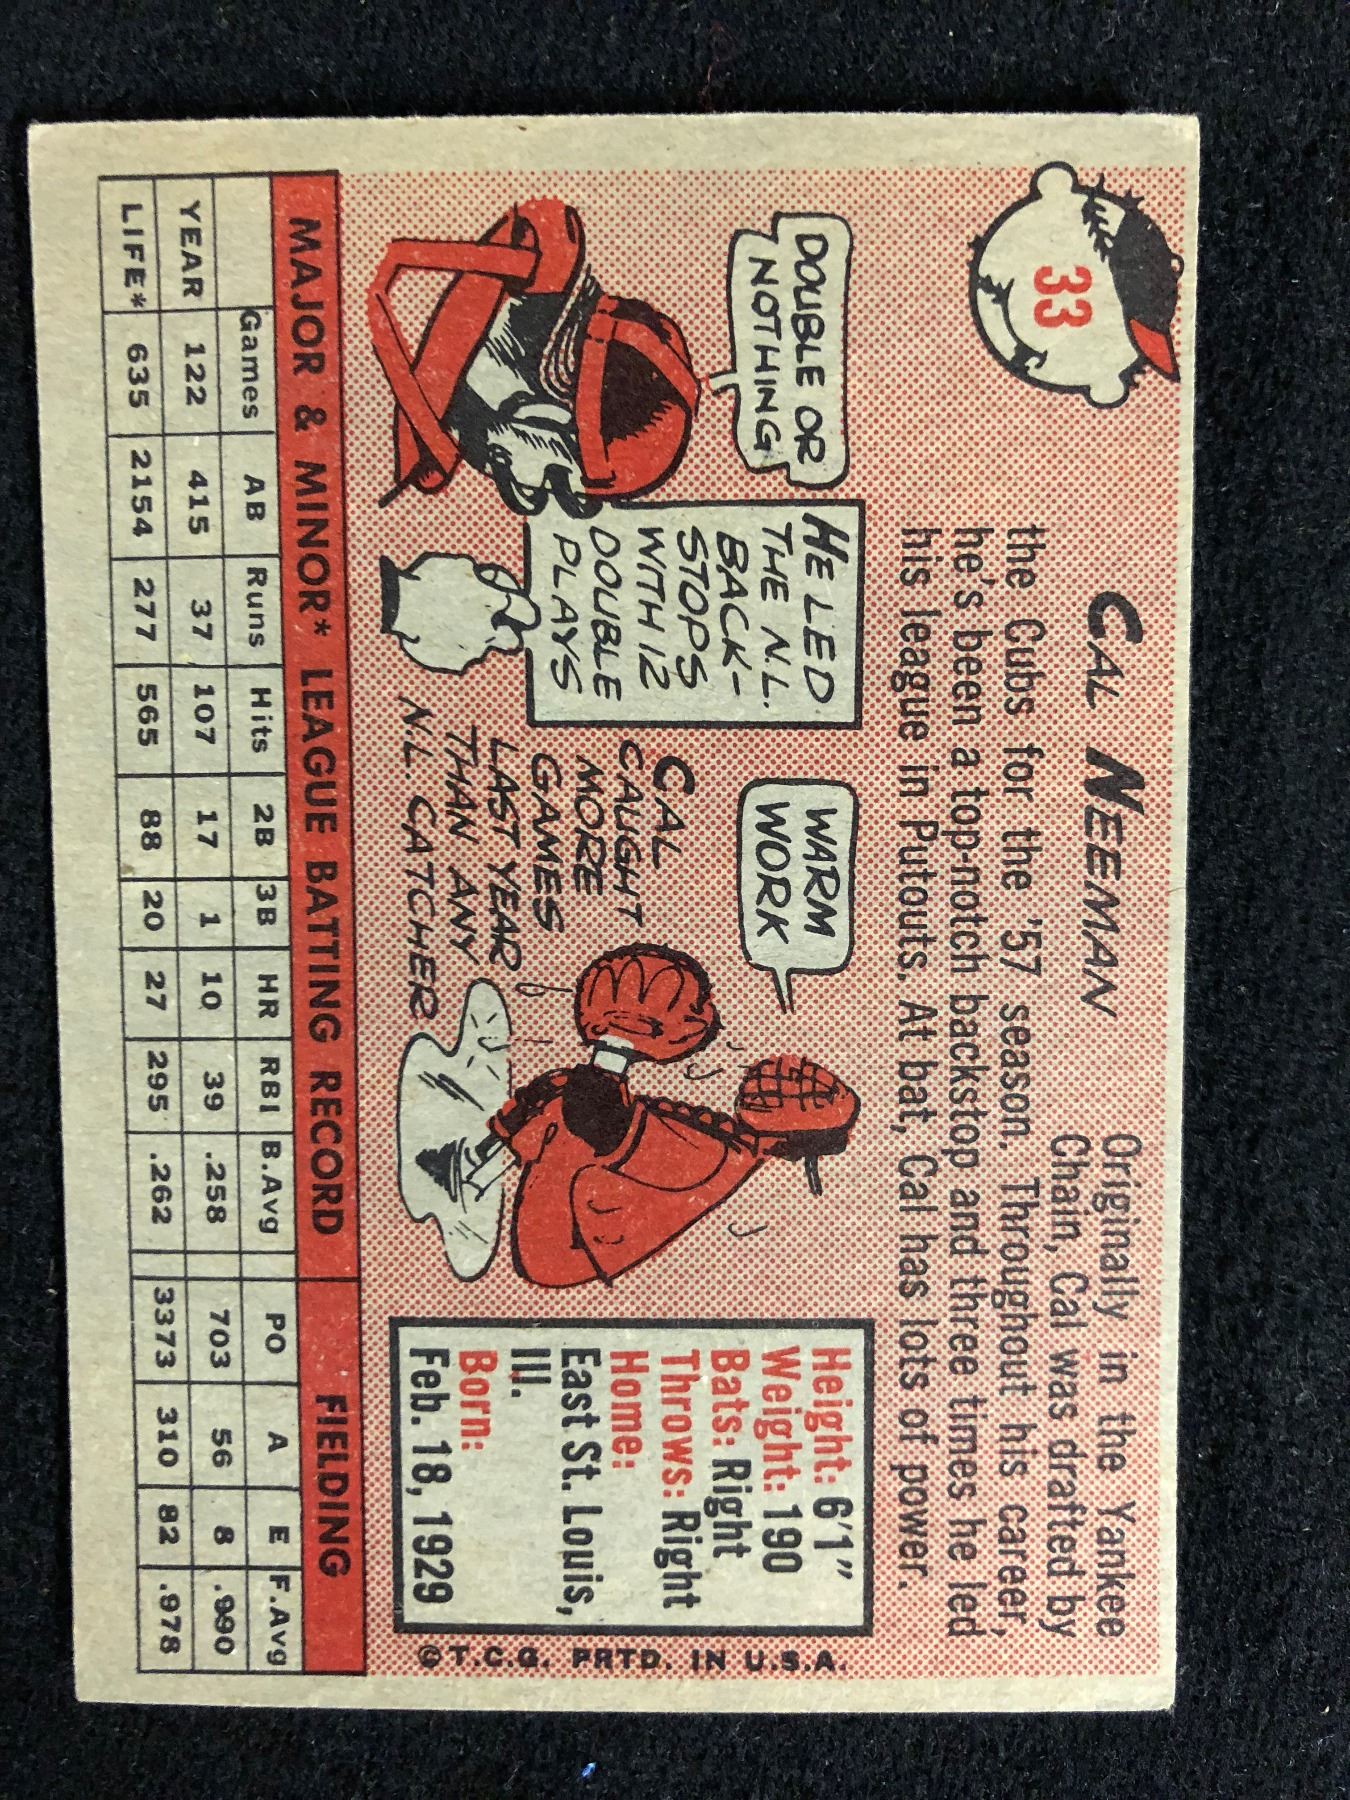 33
CAL NEEMAN
Originally in the Yankee
Chain, Cal was drafted by
the Cubs for the '57 season. Throughout his career,
he's been a top-notch backstop and three times he led
his league in Putouts. At bat, Cal has lots of power.
DOUBLE OR
NOTHING
HE LED
THE N.L.
BACK-
STOPS
WITH 12
DOUBLE
PLAYS
WARM
WORK
CAL
CAUGHT
MORE
GAMES
LAST YEAR
THAN ANY
N.L. CATCHER
Height: 6'1"
Weight: 190
Bats: Right
Throws: Right
Home:
East St. Louis,
Ill.
Born:
Feb. 18, 1929
©T.C.G. PRTD. IN U.S.A.
MAJOR & MINOR* LEAGUE BATTING RECORD FIELDING
Games AB Runs Hits 2B 3B HR RBI B.Avg PO A E F.Avg
YEAR 122 415 37 107 17 1 10 39 .258 703 56 8 .990
LIFE* 635 2154 277 565 88 20 27 295 .262 3373 310 82 .978